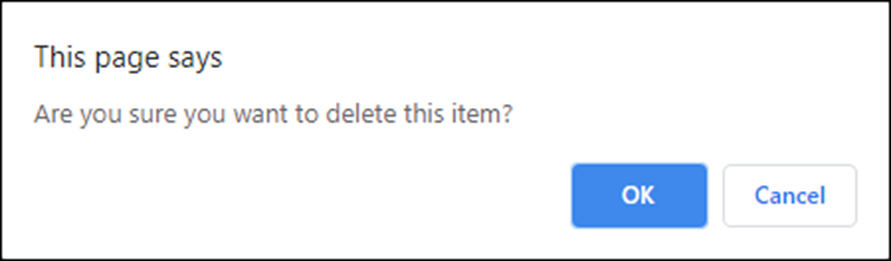 This page says
Are you sure you want to delete this item?
OK Cancel